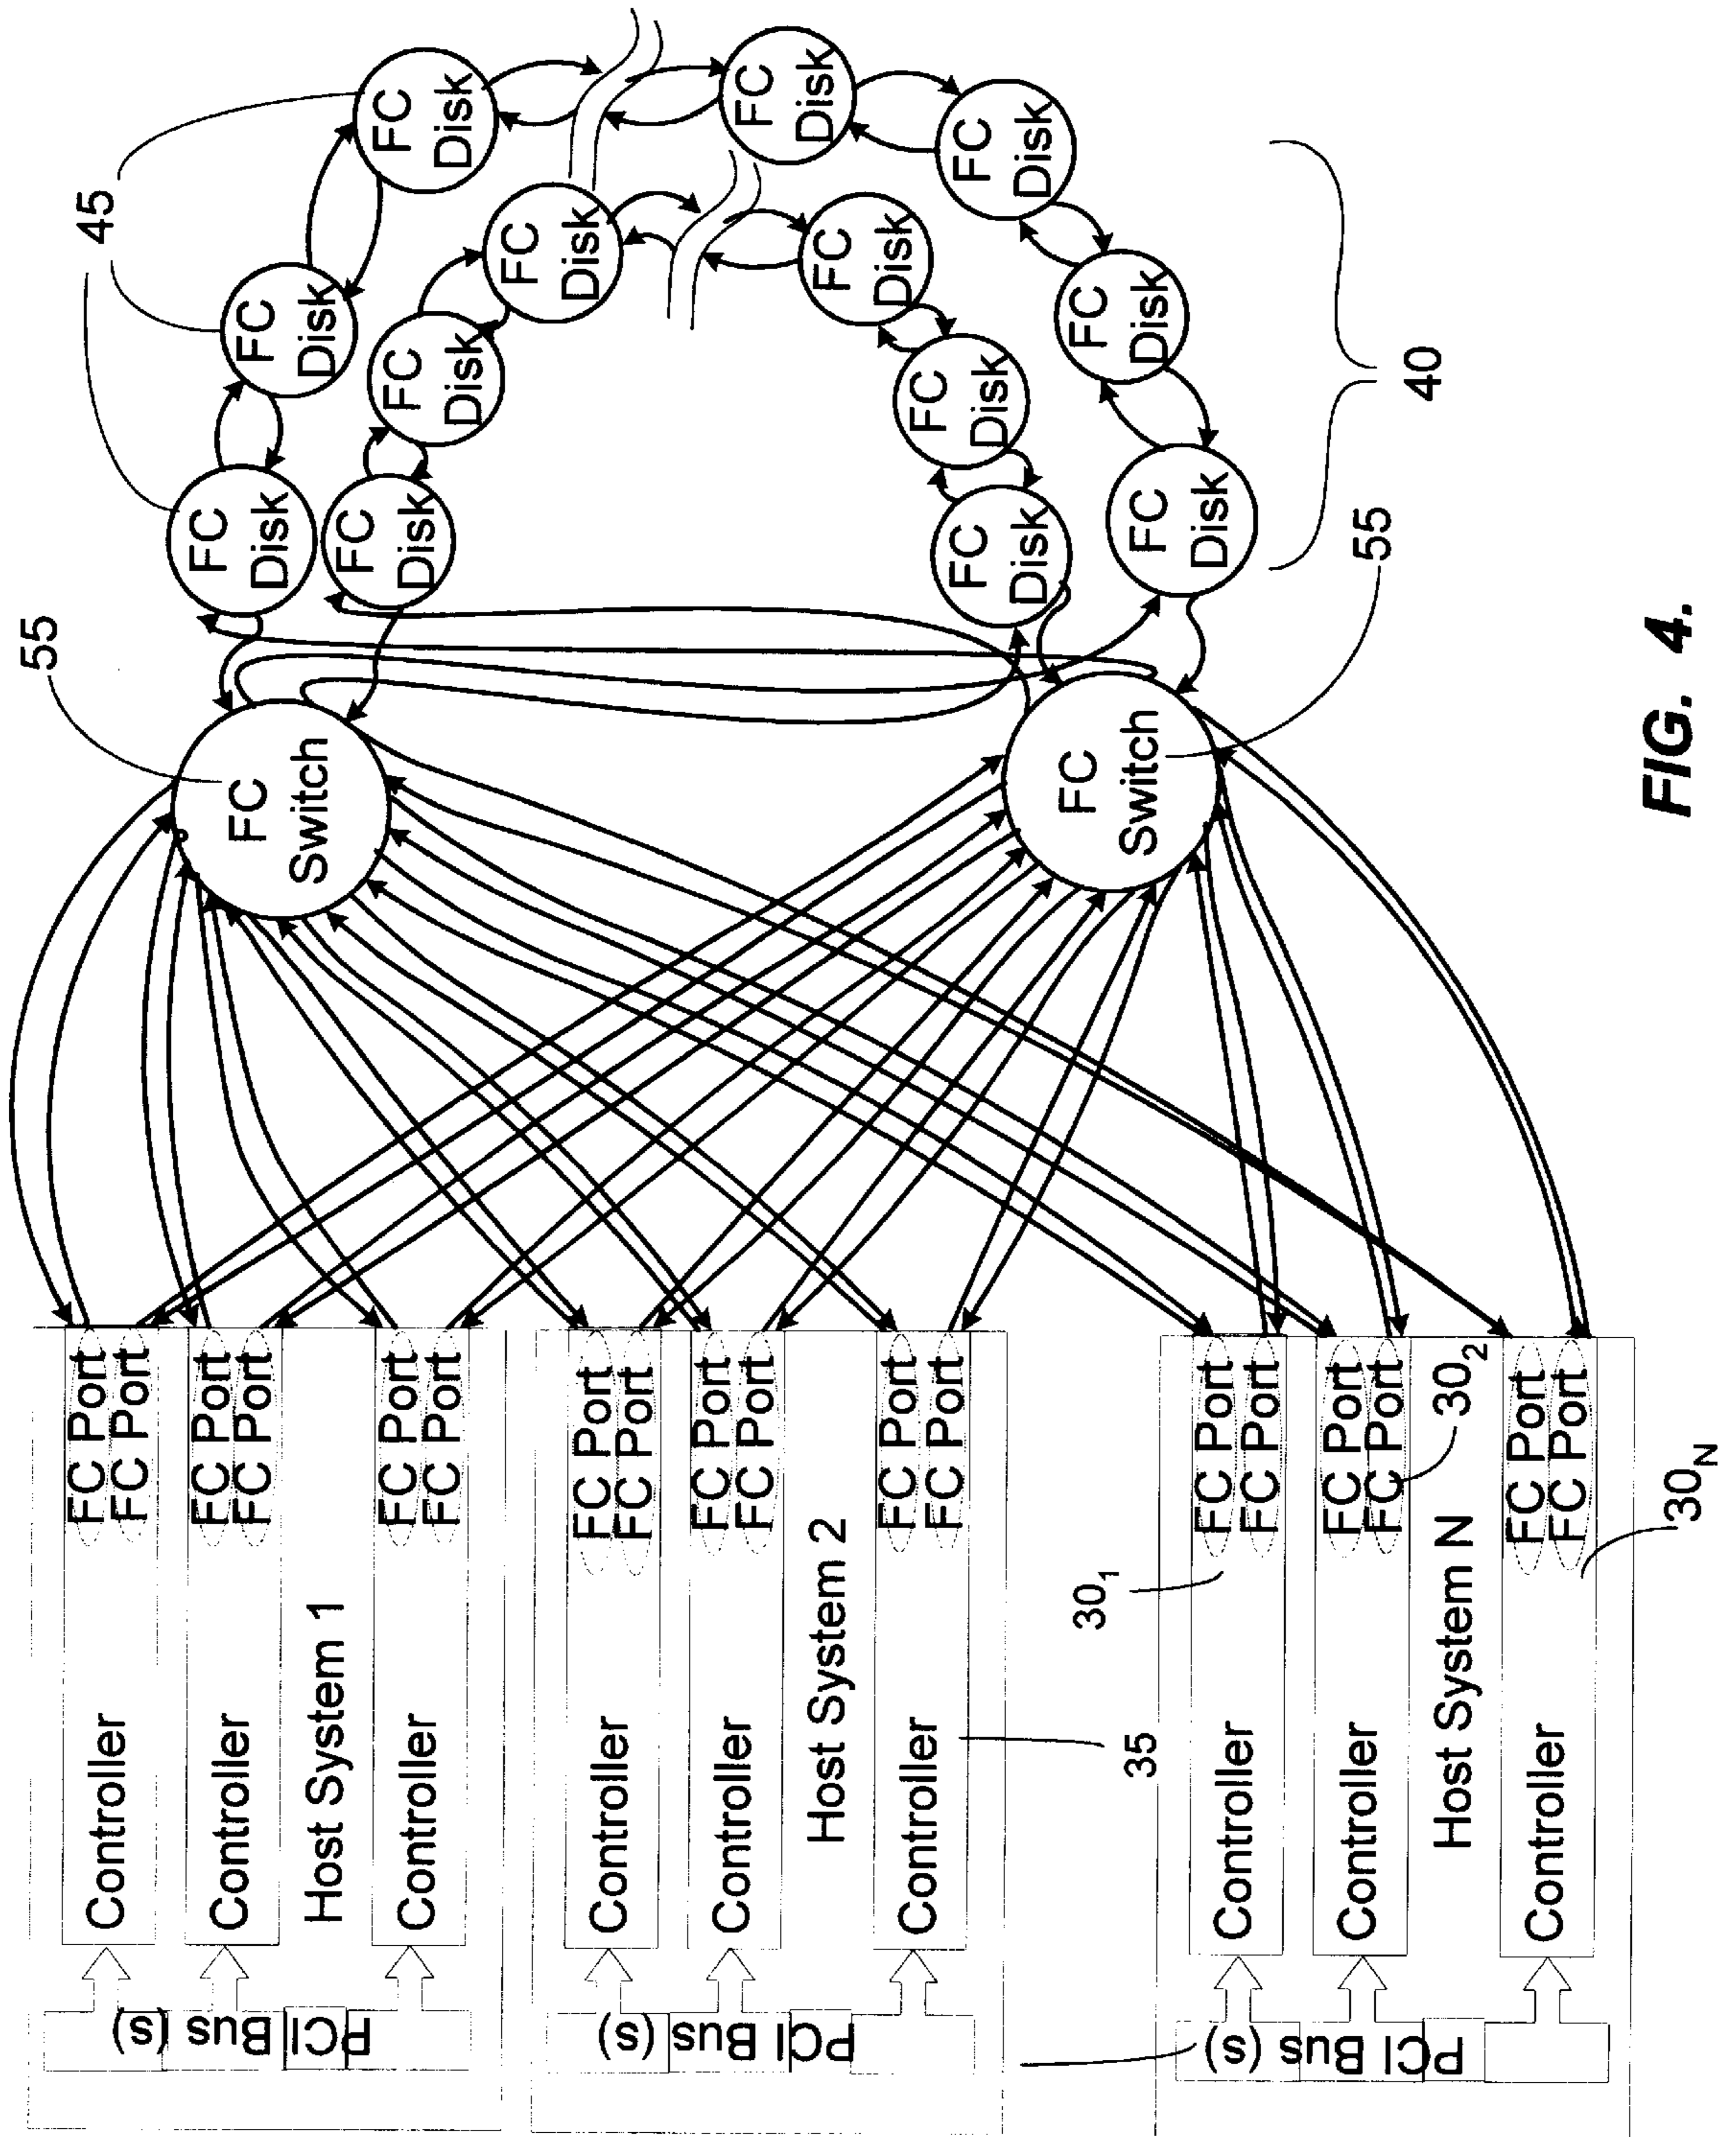 PCI Bus (s)
Controller
FC Port
FC Port
Controller
FC Port
FC Port
Host System 1
Controller
FC Port
FC Port
PCI Bus (s)
Controller
FC Port
FC Port
Controller
FC Port
FC Port
Host System 2
Controller
FC Port
FC Port
35
PCI Bus (s)
30₁
Controller
FC Port
FC Port
Controller
FC Port
FC Port
30₂
Host System N
Controller
FC Port
FC Port
30N
55
FC
Switch
FC
Switch
55
45
FC
Disk
FC
Disk
FC
Disk
FC
Disk
FC
Disk
FC
Disk
FC
Disk
FC
Disk
FC
Disk
FC
Disk
FC
Disk
FC
Disk
FC
Disk
40
FIG. 4.